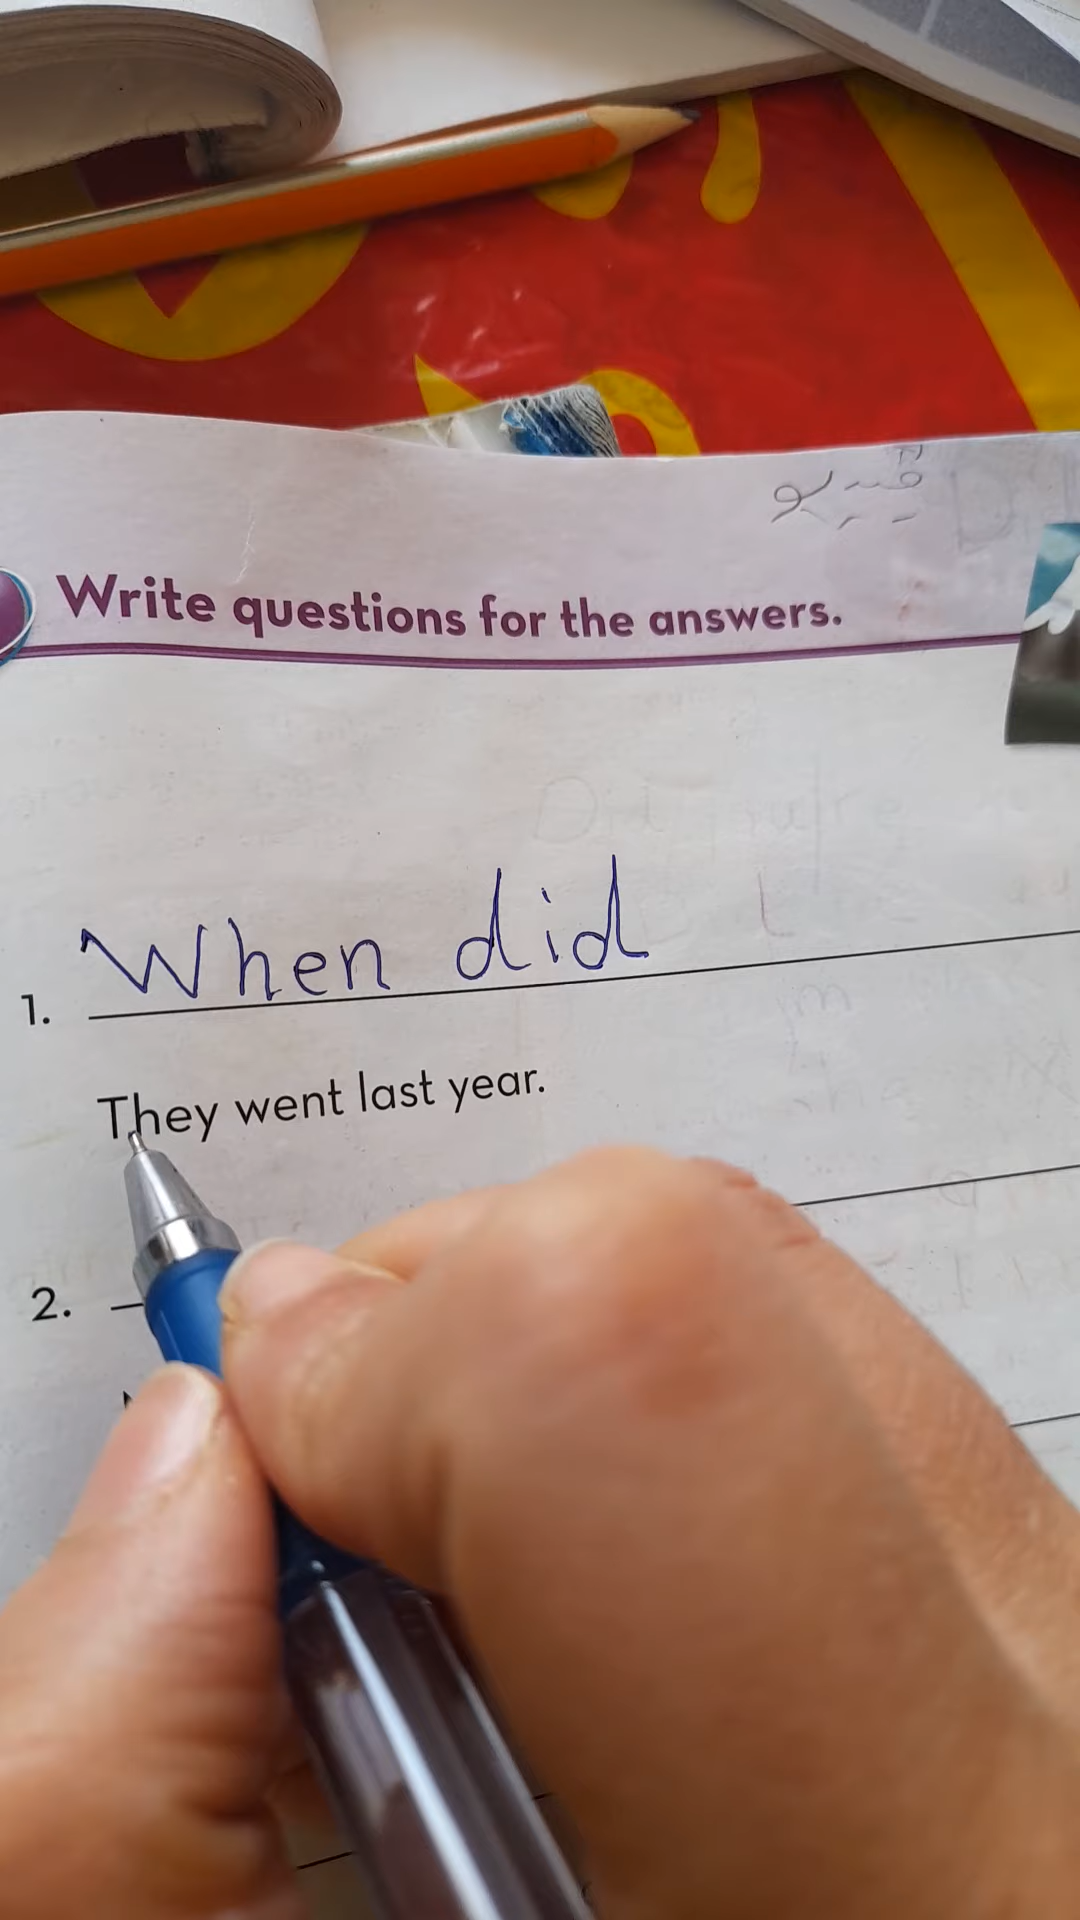 Write questions for the answers.
When did
1.
They went last year.
2.